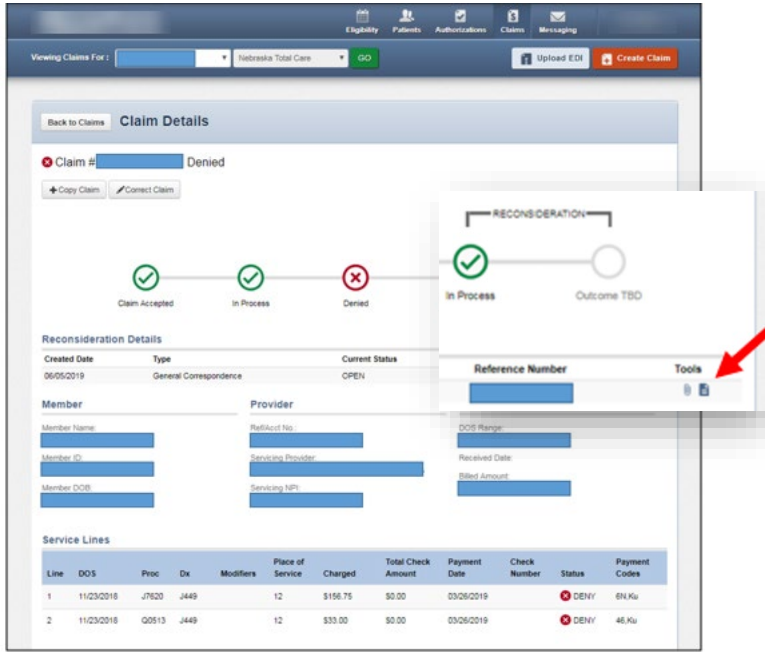 Eligibility Patients Authorizations Claims Messaging
Viewing Claims For : Nebraska Total Care GO Upload EDI Create Claim
Back to Claims Claim Details
Claim # Denied
Copy Claim Correct Claim
RECONSIDERATION
Claim Accepted In Process Denied In Process Outcome TBD
Reconsideration Details
Created Date Type Current Status Reference Number Tools
06/05/2019 General Correspondence OPEN
Member Provider
Member Name: Ref/Acct No.: DOS Range:
Member ID: Servicing Provider: Received Date:
Member DOB: Servicing NPI: Billed Amount:
Service Lines
Line DOS Proc Dx Modifiers Place of Service Charged Total Check Amount Payment Date Check Number Status Payment Codes
1 11/23/2018 J7620 J449 12 $156.75 $0.00 03/26/2019 DENY 6N,Ku
2 11/23/2018 Q0513 J449 12 $33.00 $0.00 03/26/2019 DENY 46,Ku